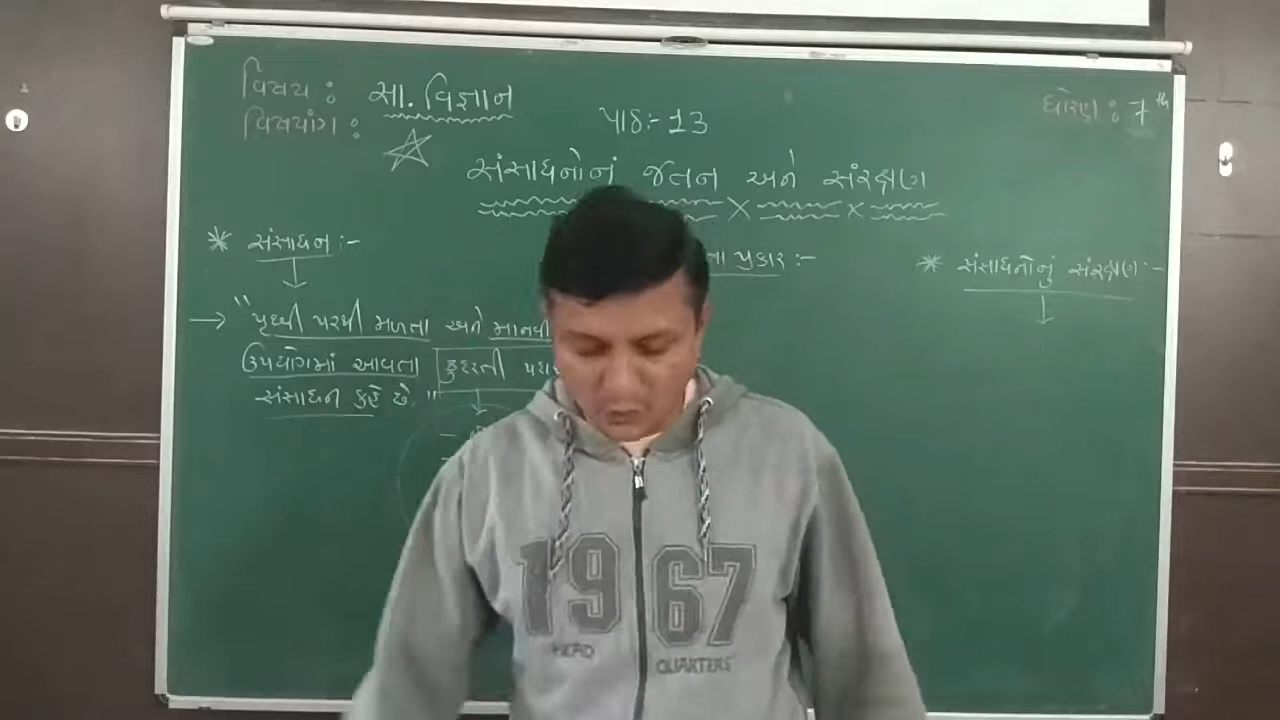 વિષય : સા. વિજ્ઞાન
વિષયાંગ :
પાઠ:- 13
ધોરણ : 7th
સંસાધનોનું જતન અને સંરક્ષણ
* સંસાધન :-
ના પ્રકાર :-
* સંસાધનોનું સંરક્ષણ :-
→ "પૃથ્વી પરથી મળતા અને માનવી
ઉપયોગમાં આવતા કુદરતી
સંસાધન કહે છે."
1967
HEAD QUARTERS